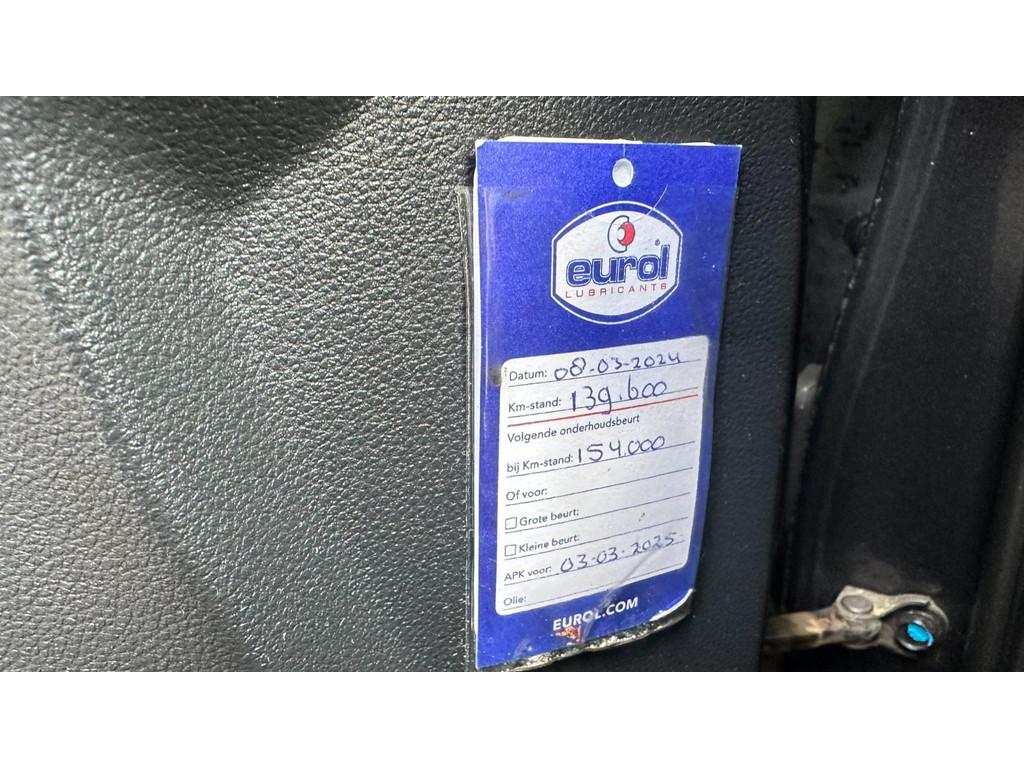 eurol®
LUBRICANTS
Datum: 08-03-2024
Km-stand: 139.600
Volgende onderhoudsbeurt
bij Km-stand: 154.000
Of voor:
Grote beurt:
Kleine beurt:
APK voor: 03-03-2025
Olie:
EUROL.COM